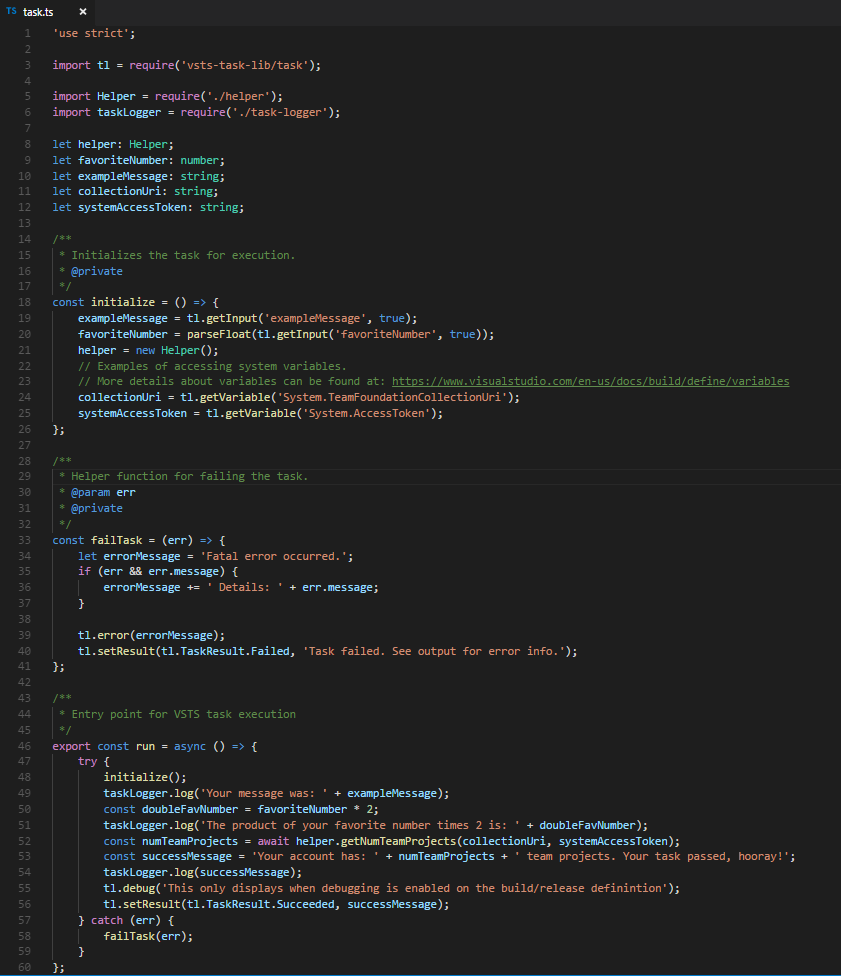 TS task.ts ×
1 'use strict';
2
3 import tl = require('vsts-task-lib/task');
4
5 import Helper = require('./helper');
6 import taskLogger = require('./task-logger');
7
8 let helper: Helper;
9 let favoriteNumber: number;
10 let exampleMessage: string;
11 let collectionUri: string;
12 let systemAccessToken: string;
13
14 /**
15  * Initializes the task for execution.
16  * @private
17  */
18 const initialize = () => {
19     exampleMessage = tl.getInput('exampleMessage', true);
20     favoriteNumber = parseFloat(tl.getInput('favoriteNumber', true));
21     helper = new Helper();
22     // Examples of accessing system variables.
23     // More details about variables can be found at: https://www.visualstudio.com/en-us/docs/build/define/variables
24     collectionUri = tl.getVariable('System.TeamFoundationCollectionUri');
25     systemAccessToken = tl.getVariable('System.AccessToken');
26 };
27
28 /**
29  * Helper function for failing the task.
30  * @param err
31  * @private
32  */
33 const failTask = (err) => {
34     let errorMessage = 'Fatal error occurred.';
35     if (err && err.message) {
36         errorMessage += ' Details: ' + err.message;
37     }
38
39     tl.error(errorMessage);
40     tl.setResult(tl.TaskResult.Failed, 'Task failed. See output for error info.');
41 };
42
43 /**
44  * Entry point for VSTS task execution
45  */
46 export const run = async () => {
47     try {
48         initialize();
49         taskLogger.log('Your message was: ' + exampleMessage);
50         const doubleFavNumber = favoriteNumber * 2;
51         taskLogger.log('The product of your favorite number times 2 is: ' + doubleFavNumber);
52         const numTeamProjects = await helper.getNumTeamProjects(collectionUri, systemAccessToken);
53         const successMessage = 'Your account has: ' + numTeamProjects + ' team projects. Your task passed, hooray!';
54         taskLogger.log(successMessage);
55         tl.debug('This only displays when debugging is enabled on the build/release definintion');
56         tl.setResult(tl.TaskResult.Succeeded, successMessage);
57     } catch (err) {
58         failTask(err);
59     }
60 };